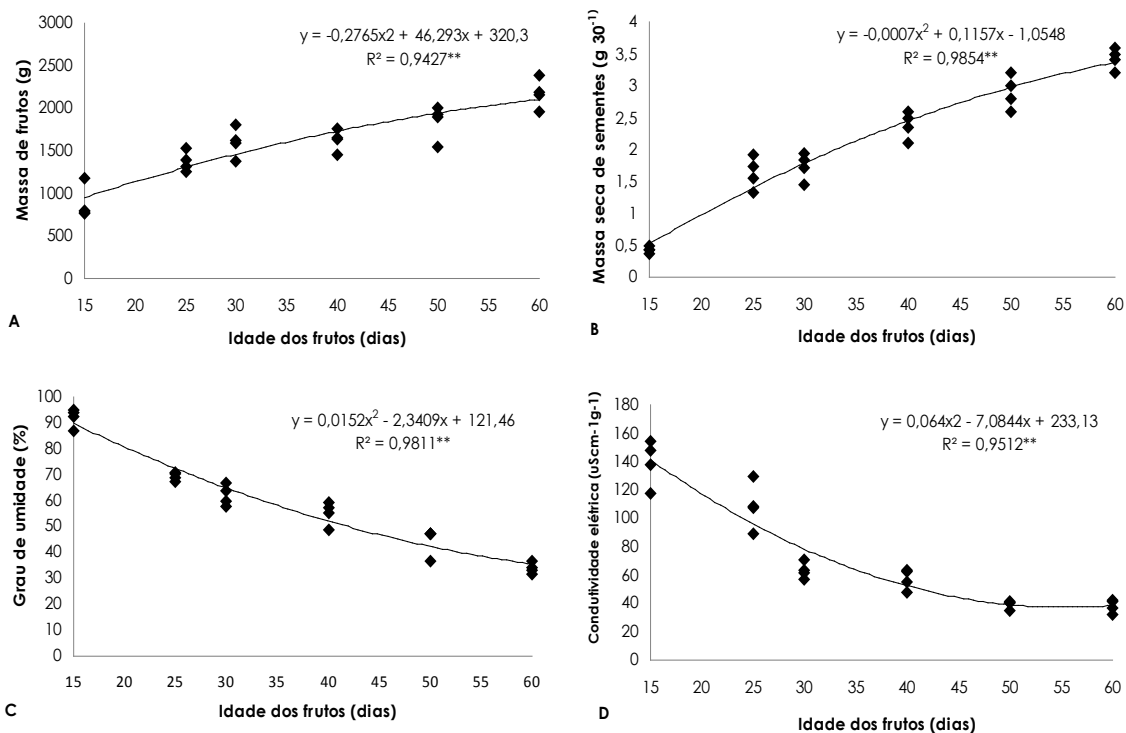 3000
2500
2000
1500
1000
500
0
Massa de frutos (g)
y = -0,2765x2 + 46,293x + 320,3
R² = 0,9427**
15 20 25 30 35 40 45 50 55 60
Idade dos frutos (dias)
A
4
3,5
3
2,5
2
1,5
1
0,5
0
Massa seca de sementes (g 30⁻¹)
y = -0,0007x² + 0,1157x - 1,0548
R² = 0,9854**
15 20 25 30 35 40 45 50 55 60
Idade dos frutos (dias)
B
100
90
80
70
60
50
40
30
20
10
0
Grau de umidade (%)
y = 0,0152x² - 2,3409x + 121,46
R² = 0,9811**
15 20 25 30 35 40 45 50 55 60
Idade dos frutos (dias)
C
180
160
140
120
100
80
60
40
20
0
Condutividade elétrica (uScm-1g-1)
y = 0,064x2 - 7,0844x + 233,13
R² = 0,9512**
15 20 25 30 35 40 45 50 55 60
Idade dos frutos (dias)
D